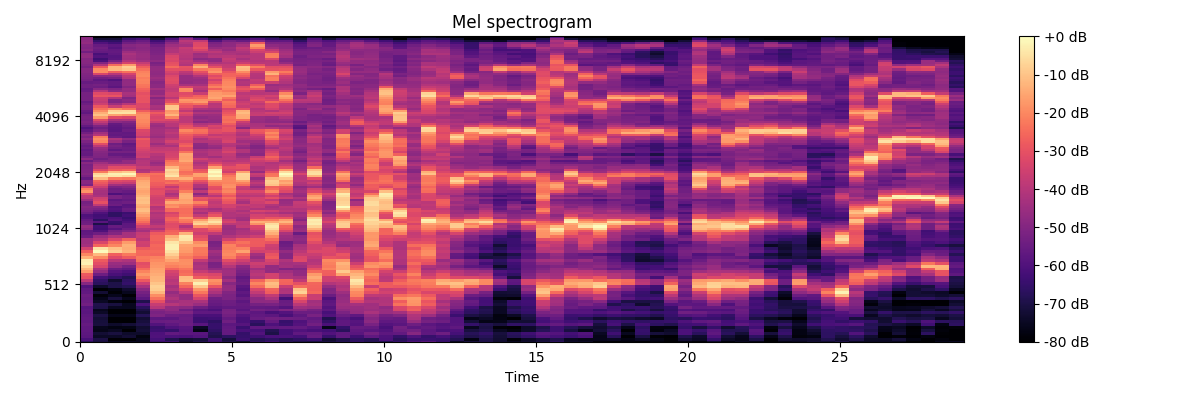 Mel spectrogram
8192
4096
2048
1024
512
0
Hz
0 5 10 15 20 25
Time
+0 dB
-10 dB
-20 dB
-30 dB
-40 dB
-50 dB
-60 dB
-70 dB
-80 dB